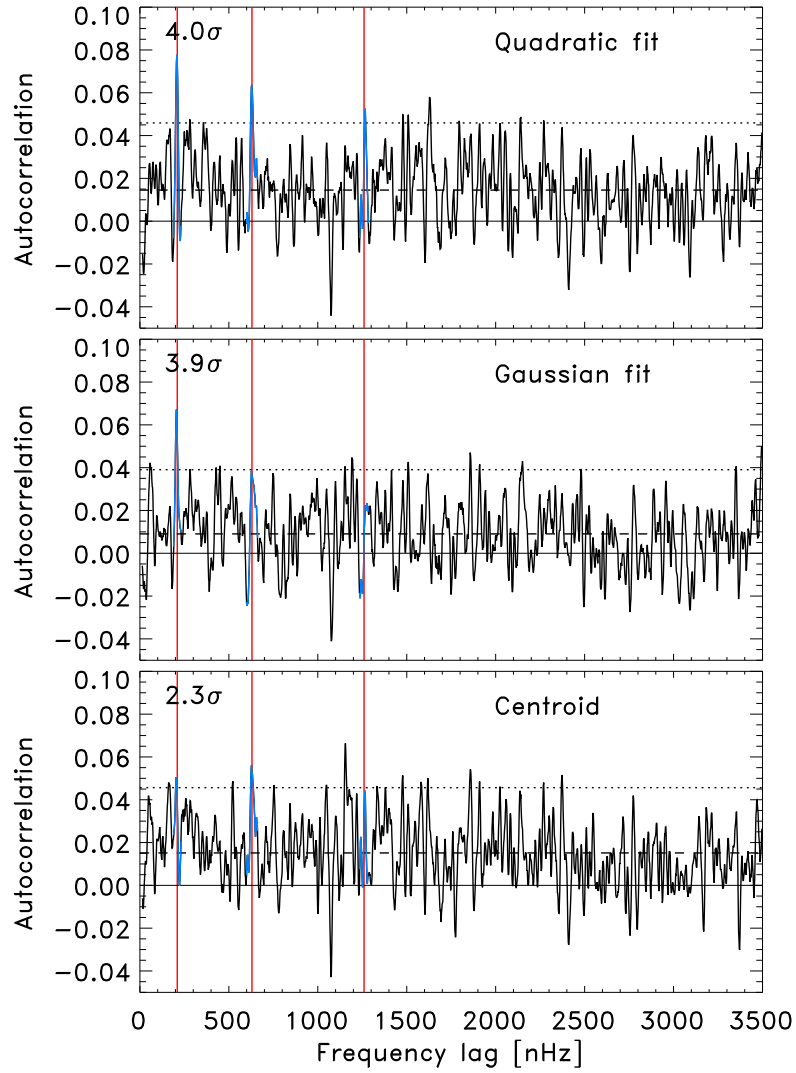 4.0σ
Quadratic fit
0.10
0.08
0.06
0.04
0.02
0.00
−0.02
−0.04
Autocorrelation
3.9σ
Gaussian fit
0.10
0.08
0.06
0.04
0.02
0.00
−0.02
−0.04
Autocorrelation
2.3σ
Centroid
0.10
0.08
0.06
0.04
0.02
0.00
−0.02
−0.04
Autocorrelation
0 500 1000 1500 2000 2500 3000 3500
Frequency lag [nHz]